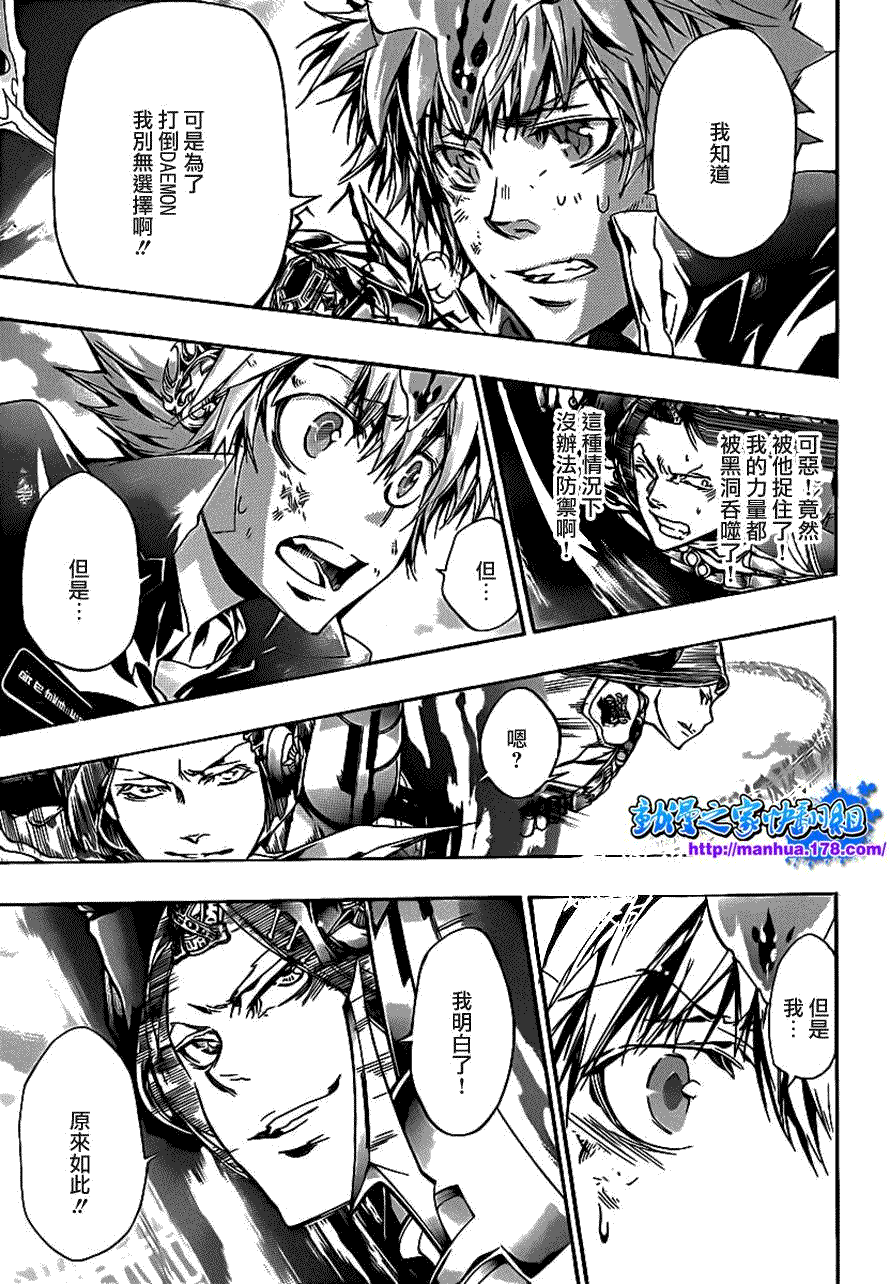 我知道
可是為了
打倒DAEMON
我別無選擇啊!!
可惡！竟然
被他捉住了！
我的力量都
被黑洞吞噬了！
這種情況下
沒辦法防禦啊！
但…
但是…
嗯？
動漫之家快翻組
http://manhua.178.com/
但是
我…
我明白了！
原來如此!!